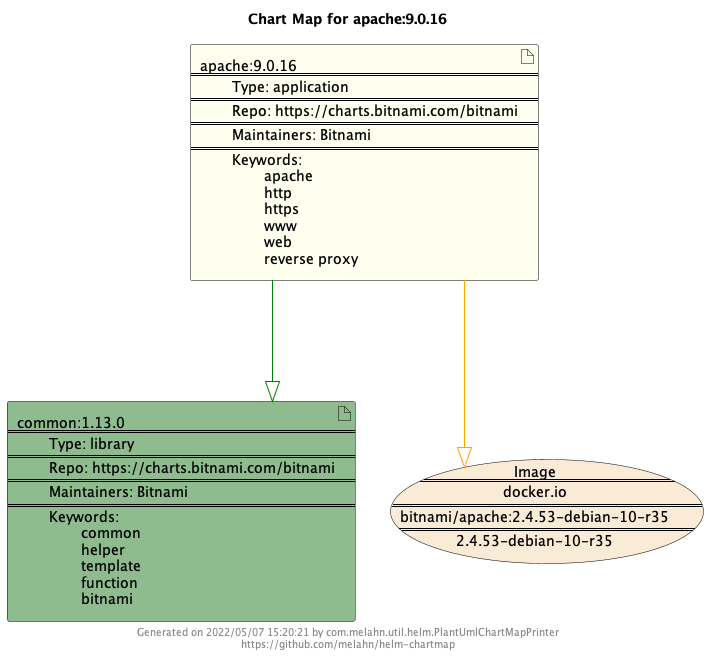 Chart Map for apache:9.0.16
apache:9.0.16
Type: application
Repo: https://charts.bitnami.com/bitnami
Maintainers: Bitnami
Keywords:
apache
http
https
www
web
reverse proxy
common:1.13.0
Type: library
Repo: https://charts.bitnami.com/bitnami
Maintainers: Bitnami
Keywords:
common
helper
template
function
bitnami
Image
docker.io
bitnami/apache:2.4.53-debian-10-r35
2.4.53-debian-10-r35
Generated on 2022/05/07 15:20:21 by com.melahn.util.helm.PlantUmlChartMapPrinter
https://github.com/melahn/helm-chartmap